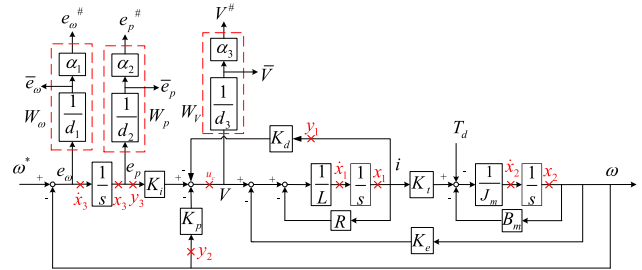 e_ω^# e_p^# V^#
α_1 α_2 α_3
ē_ω ē_p V̄
W_ω 1/d_1 1/d_2 W_p W_V 1/d_3
K_d y_1 T_d
ω^* + - e_ω ẋ_3 1/s x_3 y_3 e_p K_i + - - u_i V + - + - 1/L ẋ_1 1/s x_1 i K_t - + - 1/J_m ẋ_2 1/s x_2 ω
K_p R B_m
y_2 K_e